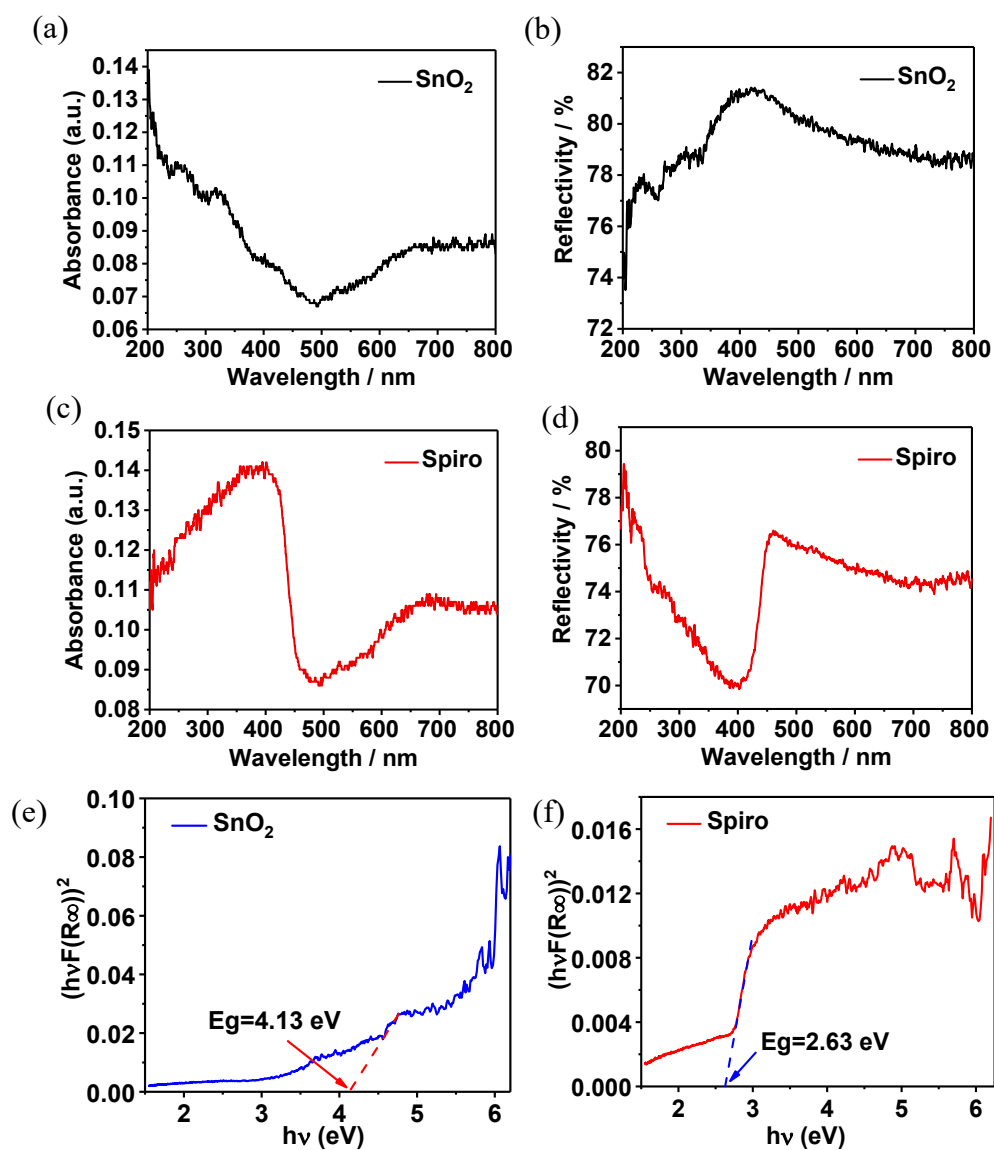 (a)
SnO₂
Absorbance (a.u.)
0.14
0.13
0.12
0.11
0.10
0.09
0.08
0.07
0.06
200 300 400 500 600 700 800
Wavelength / nm
(b)
SnO₂
Reflectivity / %
82
80
78
76
74
72
200 300 400 500 600 700 800
Wavelength / nm
(c)
Spiro
Absorbance (a.u.)
0.15
0.14
0.13
0.12
0.11
0.10
0.09
0.08
200 300 400 500 600 700 800
Wavelength / nm
(d)
Spiro
Reflectivity / %
80
78
76
74
72
70
200 300 400 500 600 700 800
Wavelength / nm
(e)
SnO₂
(hνF(R∞))²
0.10
0.08
0.06
0.04
0.02
0.00
Eg=4.13 eV
2 3 4 5 6
hν (eV)
(f)
Spiro
(hνF(R∞))²
0.016
0.012
0.008
0.004
0.000
Eg=2.63 eV
2 3 4 5 6
hν (eV)